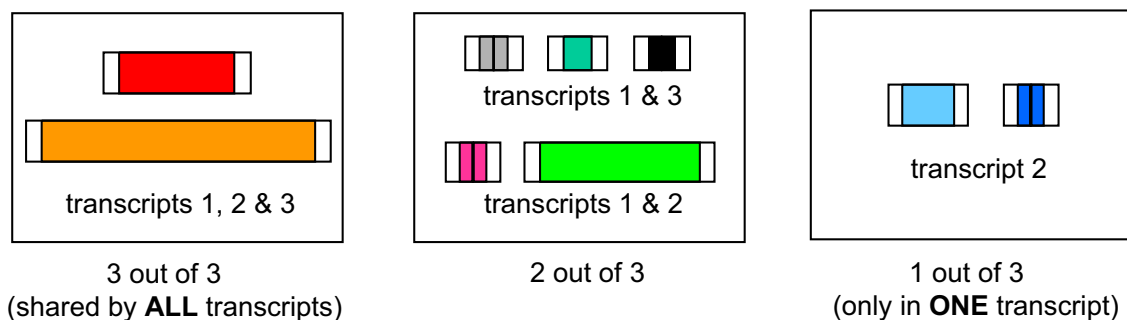 transcripts 1 & 3
transcripts 1, 2 & 3
transcripts 1 & 2
transcript 2
3 out of 3
(shared by ALL transcripts)
2 out of 3
1 out of 3
(only in ONE transcript)